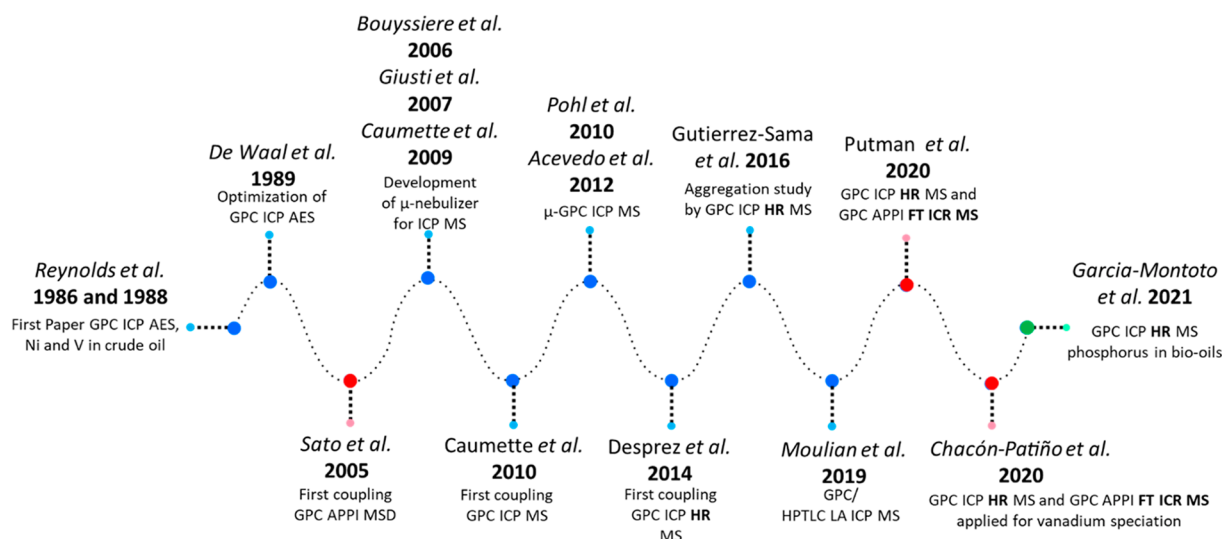 Reynolds et al.
1986 and 1988
First Paper GPC ICP AES,
Ni and V in crude oil
De Waal et al.
1989
Optimization of
GPC ICP AES
Sato et al.
2005
First coupling
GPC APPI MSD
Bouyssiere et al.
2006
Giusti et al.
2007
Caumette et al.
2009
Development of
μ-nebulizer
for ICP MS
Caumette et al.
2010
First coupling
GPC ICP MS
Pohl et al.
2010
Acevedo et al.
2012
μ-GPC ICP MS
Desprez et al.
2014
First coupling
GPC ICP HR
MS
Gutierrez-Sama
et al. 2016
Aggregation study
by GPC ICP HR MS
Moulian et al.
2019
GPC/
HPTLC LA ICP MS
Putman et al.
2020
GPC ICP HR MS and
GPC APPI FT ICR MS
Chacón-Patiño et al.
2020
GPC ICP HR MS and GPC APPI FT ICR MS
applied for vanadium speciation
Garcia-Montoto
et al. 2021
GPC ICP HR MS
phosphorus in bio-oils